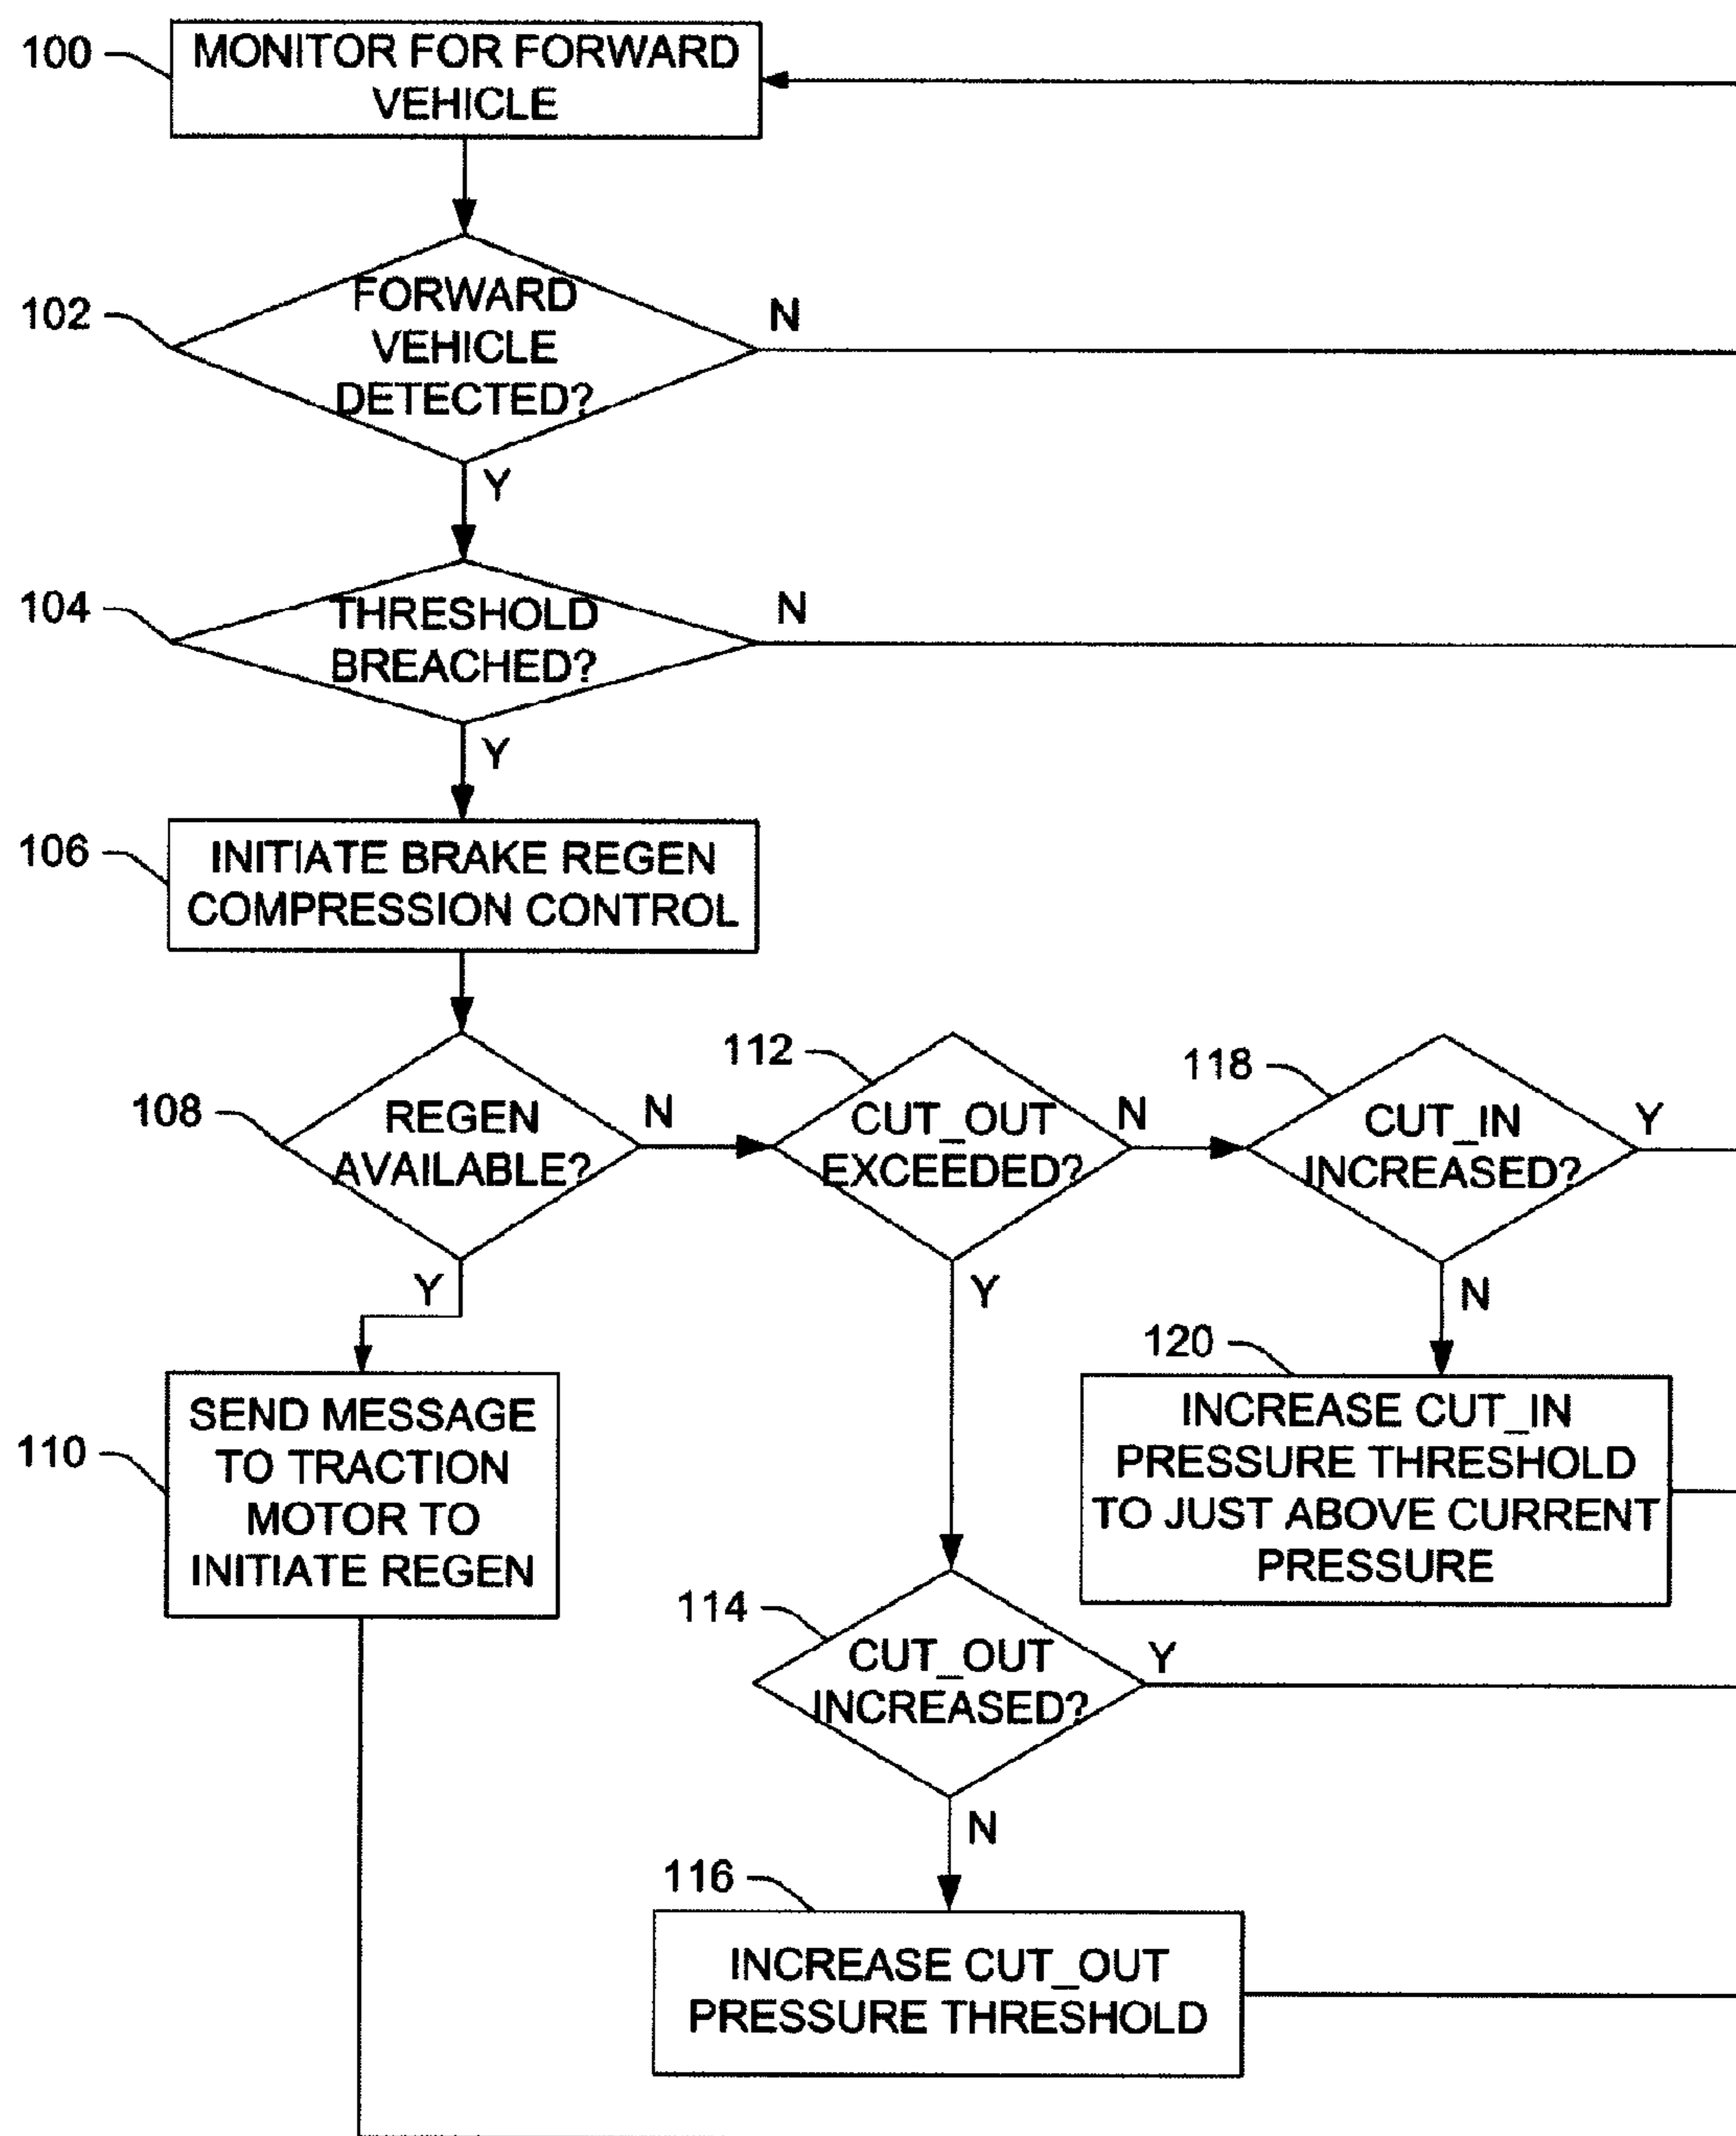 100
MONITOR FOR FORWARD
VEHICLE
102
FORWARD
VEHICLE
DETECTED?
N
Y
104
THRESHOLD
BREACHED?
N
Y
106
INITIATE BRAKE REGEN
COMPRESSION CONTROL
108
REGEN
AVAILABLE?
N
Y
110
SEND MESSAGE
TO TRACTION
MOTOR TO
INITIATE REGEN
112
CUT_OUT
EXCEEDED?
N
Y
118
CUT_IN
INCREASED?
Y
N
120
INCREASE CUT_IN
PRESSURE THRESHOLD
TO JUST ABOVE CURRENT
PRESSURE
114
CUT_OUT
INCREASED?
Y
N
116
INCREASE CUT_OUT
PRESSURE THRESHOLD